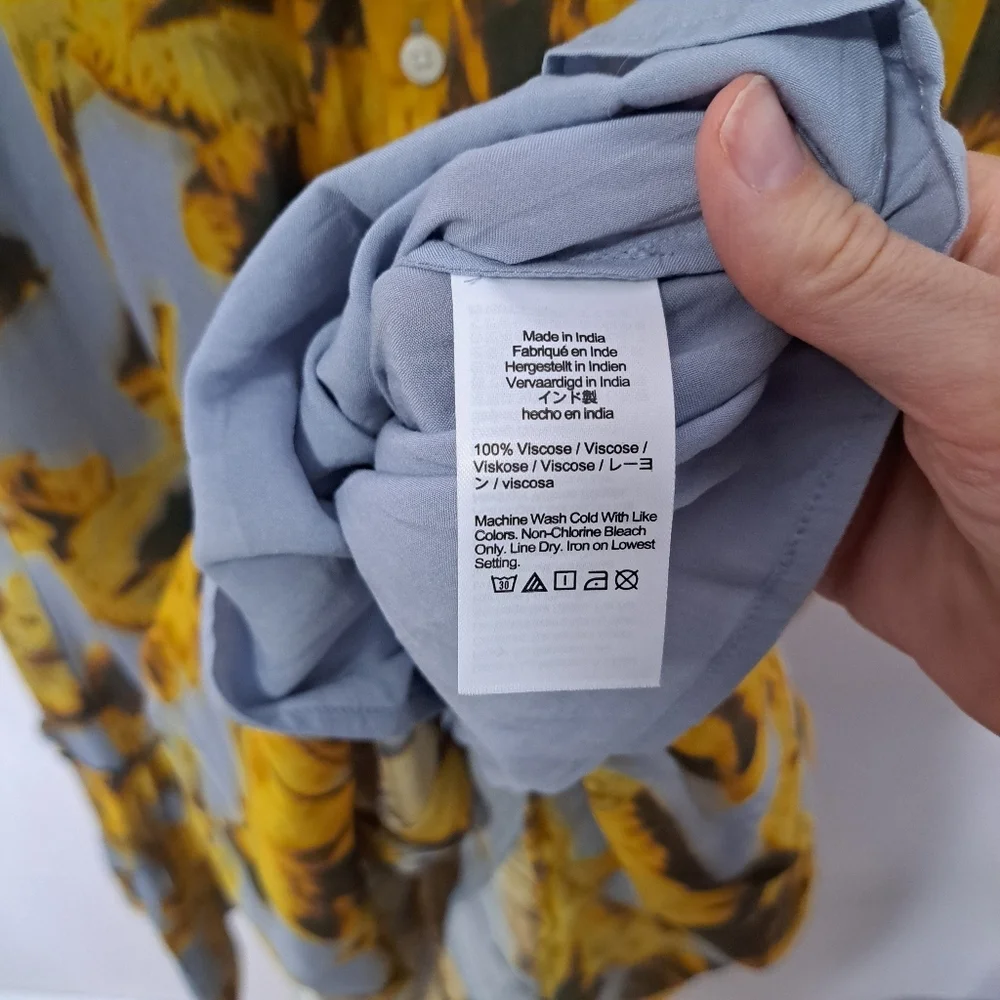 Made in India
Fabriqué en Inde
Hergestellt in Indien
Vervaardigd in India
インド製
hecho en india
100% Viscose / Viscose /
Viskose / Viscose / レーヨ
ン / viscosa
Machine Wash Cold With Like
Colors. Non-Chlorine Bleach
Only. Line Dry. Iron on Lowest
Setting.
30